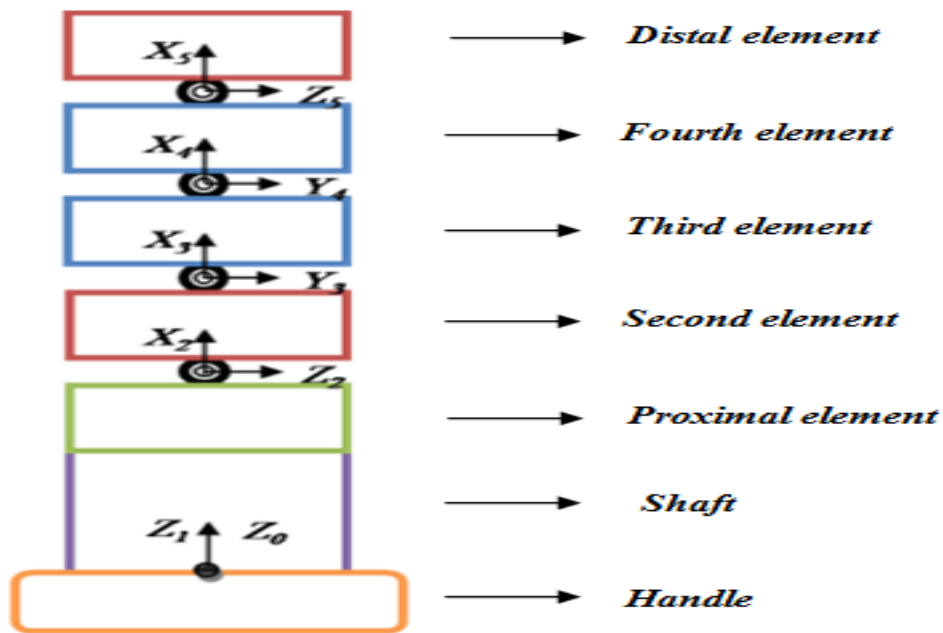 X5
Distal element
Z5
X4
Fourth element
Y4
X3
Third element
Y3
X2
Second element
Z2
Proximal element
Z1 Z0
Shaft
Handle